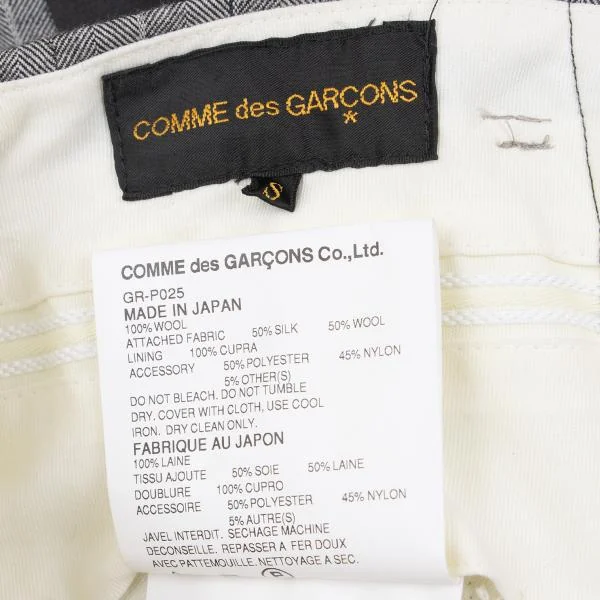 COMME des GARCONS
*
S
COMME des GARÇONS Co.,Ltd.
GR-P025
MADE IN JAPAN
100% WOOL
ATTACHED FABRIC 50% SILK 50% WOOL
LINING 100% CUPRA
ACCESSORY 50% POLYESTER 45% NYLON
5% OTHER(S)
DO NOT BLEACH. DO NOT TUMBLE
DRY. COVER WITH CLOTH, USE COOL
IRON. DRY CLEAN ONLY.
FABRIQUE AU JAPON
100% LAINE
TISSU AJOUTE 50% SOIE 50% LAINE
DOUBLURE 100% CUPRO
ACCESSOIRE 50% POLYESTER 45% NYLON
5% AUTRE(S)
JAVEL INTERDIT. SECHAGE MACHINE
DECONSEILLE. REPASSER A FER DOUX
AVEC PATTEMOUILLE. NETTOYAGE A SEC.